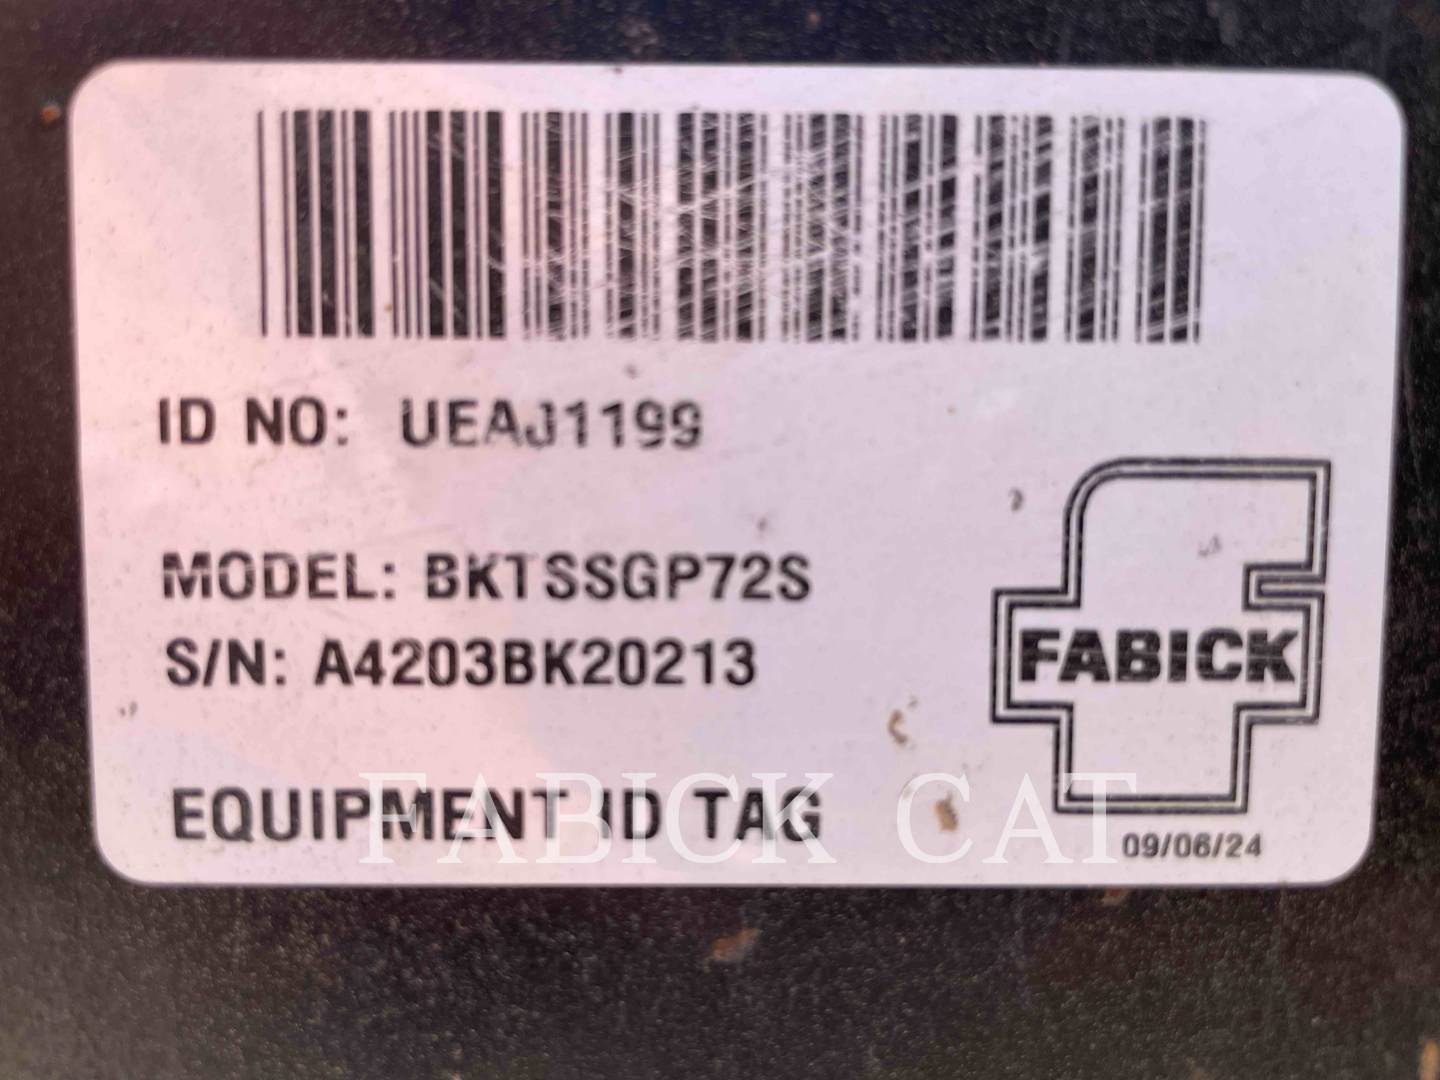 ID NO: UEAJ1199
MODEL: BKTSSGP72S
S/N: A4203BK20213
FABICK
EQUIPMENT ID TAG
09/06/24
FABICK CAT